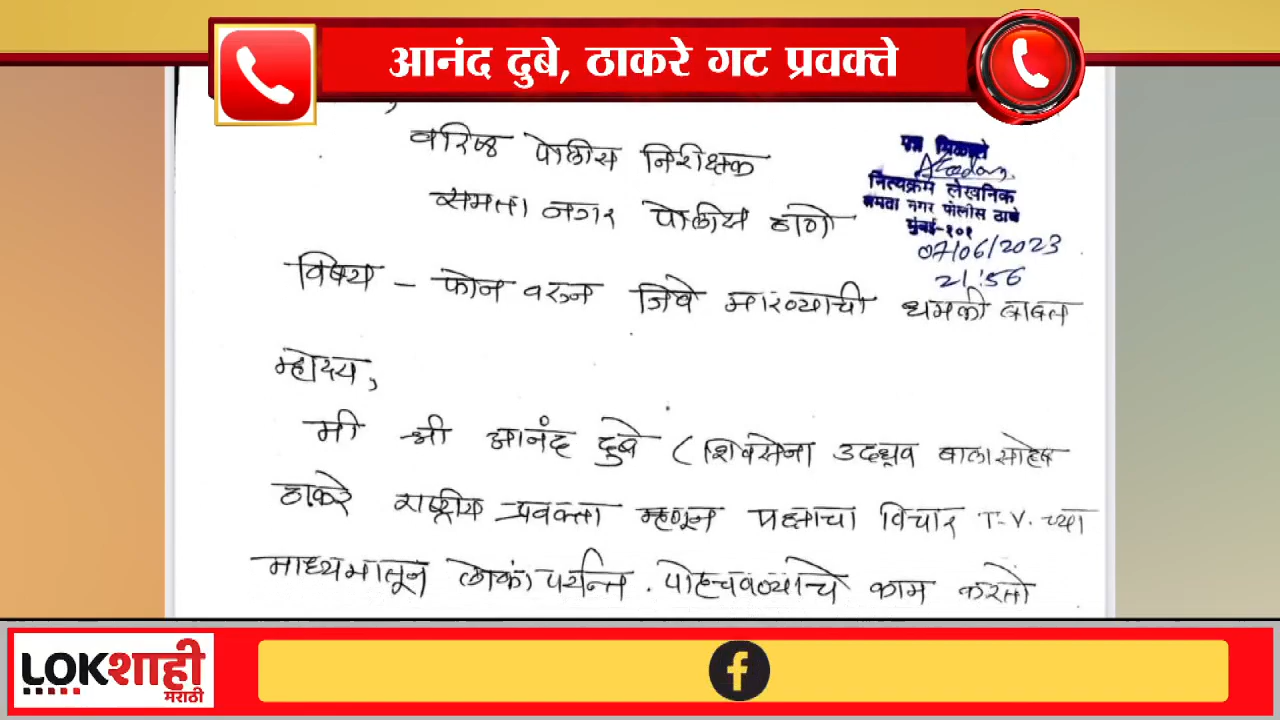 आनंद दुबे, ठाकरे गट प्रवक्ते
वरिष्ठ पोलीस निरीक्षक
समता नगर पोलीस ठाणे
पत्र मिळाले
नित्यक्रम लेखनिक
समता नगर पोलीस ठाणे
मुंबई-१०१
07/06/2023
21:56
विषय - फोन वरुन जिवे मारण्याची धमकी बाबत
म्होदय,
मी श्री आनंद दुबे (शिवसेना उद्धव बाळासाहेब
ठाकरे राष्ट्रीय प्रवक्ता म्हणून पक्षाचा विचार T.V. च्या
माध्यमातून लोकां पर्यन्त . पोहचवण्याचे काम करतो
LOKशाही
मराठी